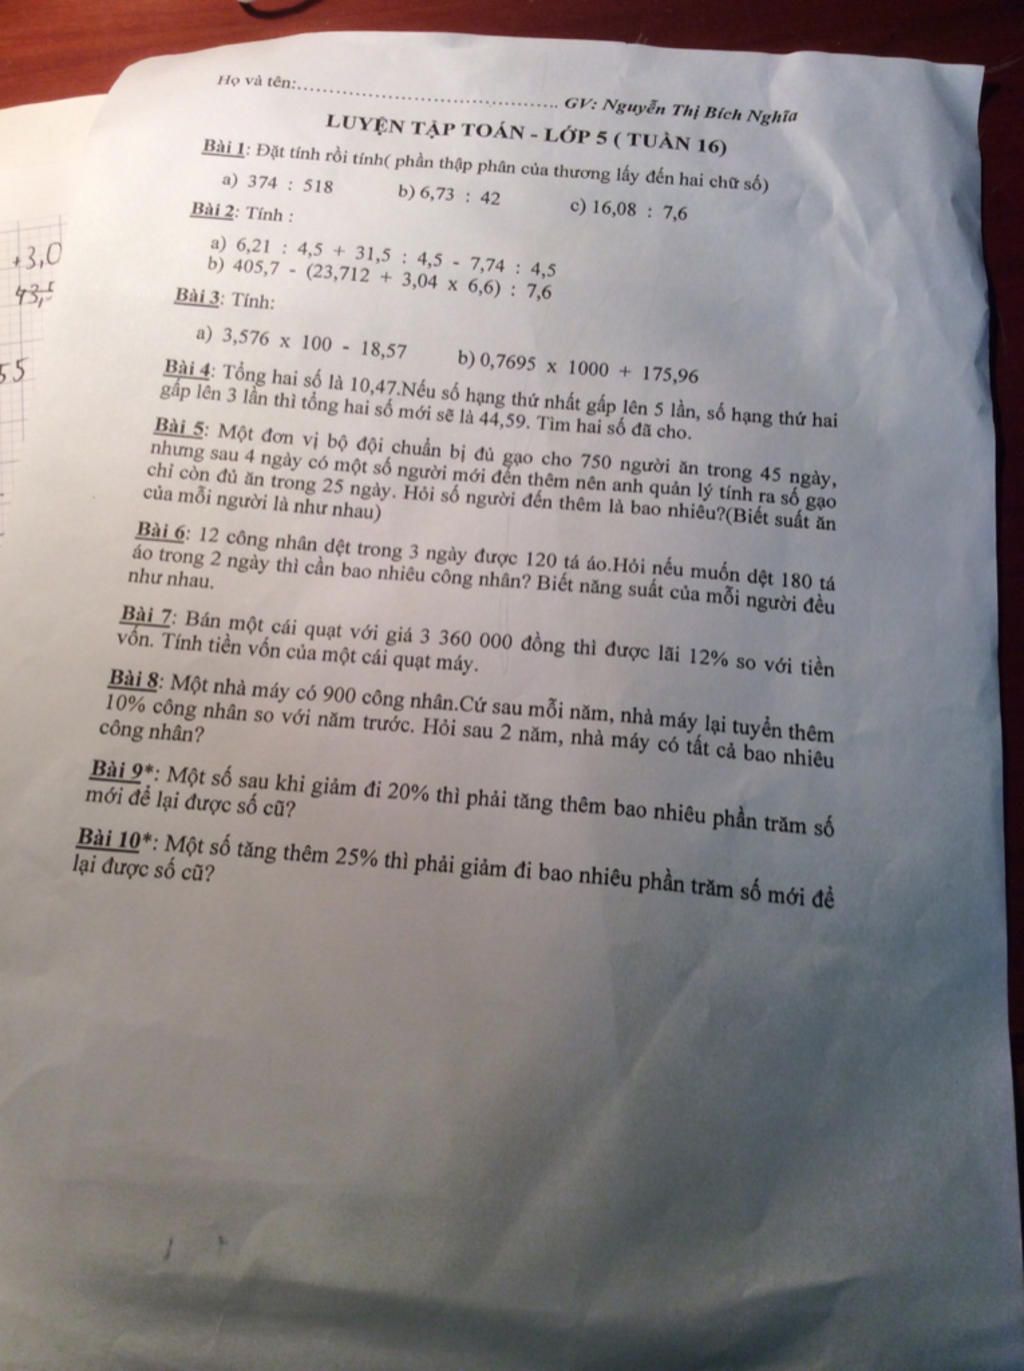 Họ và tên:............................................. GV: Nguyễn Thị Bích Nghĩa
LUYỆN TẬP TOÁN - LỚP 5 ( TUẦN 16)
Bài 1: Đặt tính rồi tính( phần thập phân của thương lấy đến hai chữ số)
a) 374 : 518 b) 6,73 : 42 c) 16,08 : 7,6
Bài 2: Tính :
a) 6,21 : 4,5 + 31,5 : 4,5 - 7,74 : 4,5
b) 405,7 - (23,712 + 3,04 x 6,6) : 7,6
Bài 3: Tính:
a) 3,576 x 100 - 18,57 b) 0,7695 x 1000 + 175,96
Bài 4: Tổng hai số là 10,47.Nếu số hạng thứ nhất gấp lên 5 lần, số hạng thứ hai
gấp lên 3 lần thì tổng hai số mới sẽ là 44,59. Tìm hai số đã cho.
Bài 5: Một đơn vị bộ đội chuẩn bị đủ gạo cho 750 người ăn trong 45 ngày,
nhưng sau 4 ngày có một số người mới đến thêm nên anh quản lý tính ra số gạo
chỉ còn đủ ăn trong 25 ngày. Hỏi số người đến thêm là bao nhiêu?(Biết suất ăn
của mỗi người là như nhau)
Bài 6: 12 công nhân dệt trong 3 ngày được 120 tá áo.Hỏi nếu muốn dệt 180 tá
áo trong 2 ngày thì cần bao nhiêu công nhân? Biết năng suất của mỗi người đều
như nhau.
Bài 7: Bán một cái quạt với giá 3 360 000 đồng thì được lãi 12% so với tiền
vốn. Tính tiền vốn của một cái quạt máy.
Bài 8: Một nhà máy có 900 công nhân.Cứ sau mỗi năm, nhà máy lại tuyển thêm
10% công nhân so với năm trước. Hỏi sau 2 năm, nhà máy có tất cả bao nhiêu
công nhân?
Bài 9*: Một số sau khi giảm đi 20% thì phải tăng thêm bao nhiêu phần trăm số
mới để lại được số cũ?
Bài 10*: Một số tăng thêm 25% thì phải giảm đi bao nhiêu phần trăm số mới để
lại được số cũ?
+3,0
55